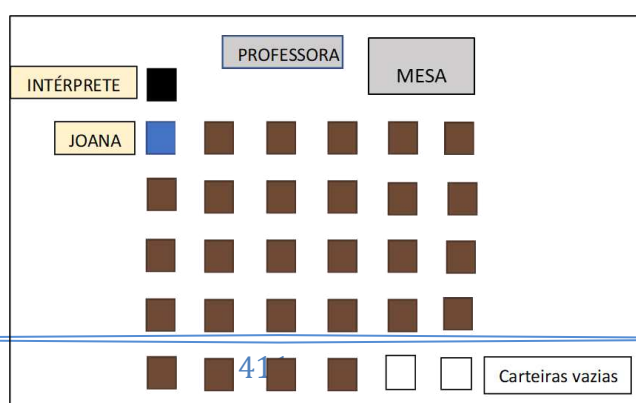 PROFESSORA
MESA
INTÉRPRETE
JOANA
Carteiras vazias